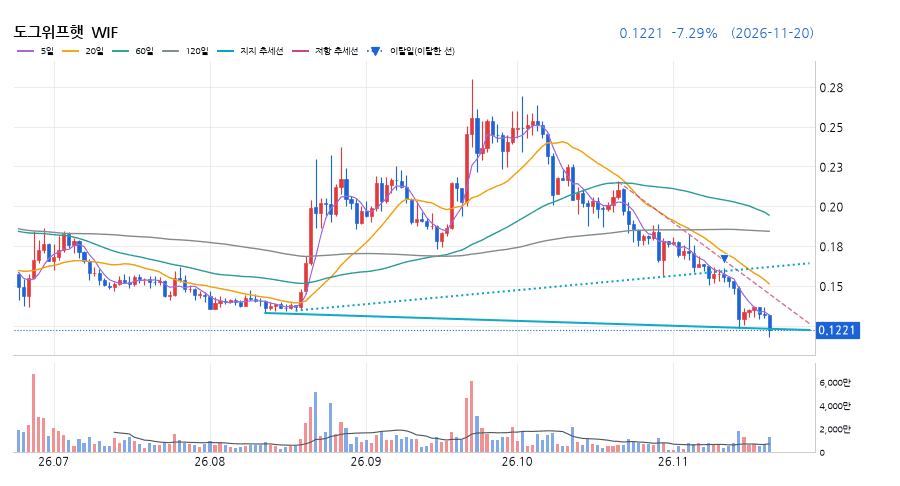 도그위프햇 WIF
0.1221 -7.29% (2026-11-20)
5일 20일 60일 120일 지지 추세선 저항 추세선 이탈일(이탈한 선)
0.28
0.25
0.23
0.20
0.18
0.15
0.1221
6,000만
4,000만
2,000만
0
26.07 26.08 26.09 26.10 26.11